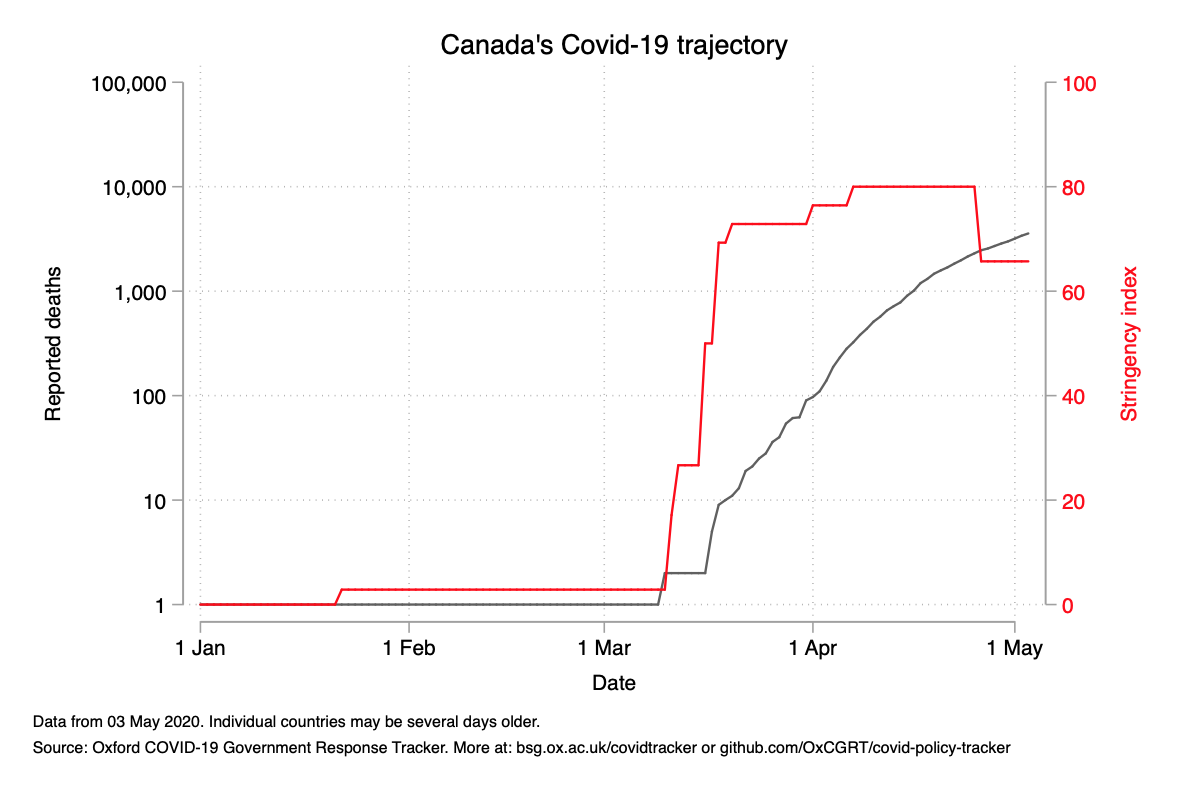 Canada's Covid-19 trajectory
100,000
10,000
1,000
100
10
1
Reported deaths
100
80
60
40
20
0
Stringency index
1 Jan
1 Feb
1 Mar
1 Apr
1 May
Date
Data from 03 May 2020. Individual countries may be several days older.
Source: Oxford COVID-19 Government Response Tracker. More at: bsg.ox.ac.uk/covidtracker or github.com/OxCGRT/covid-policy-tracker